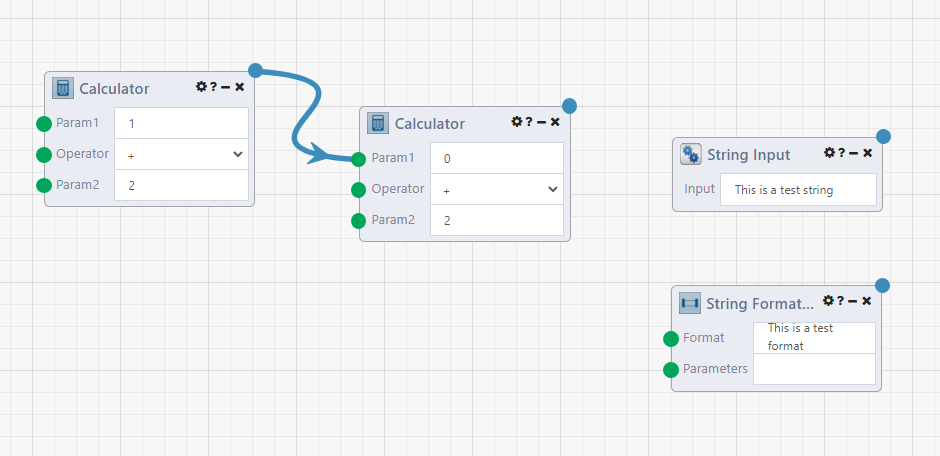 Calculator
?
Param1
1
Operator
+
Param2
2
Calculator
?
Param1
0
Operator
+
Param2
2
String Input
?
Input
This is a test string
String Format...
?
Format
This is a test
format
Parameters